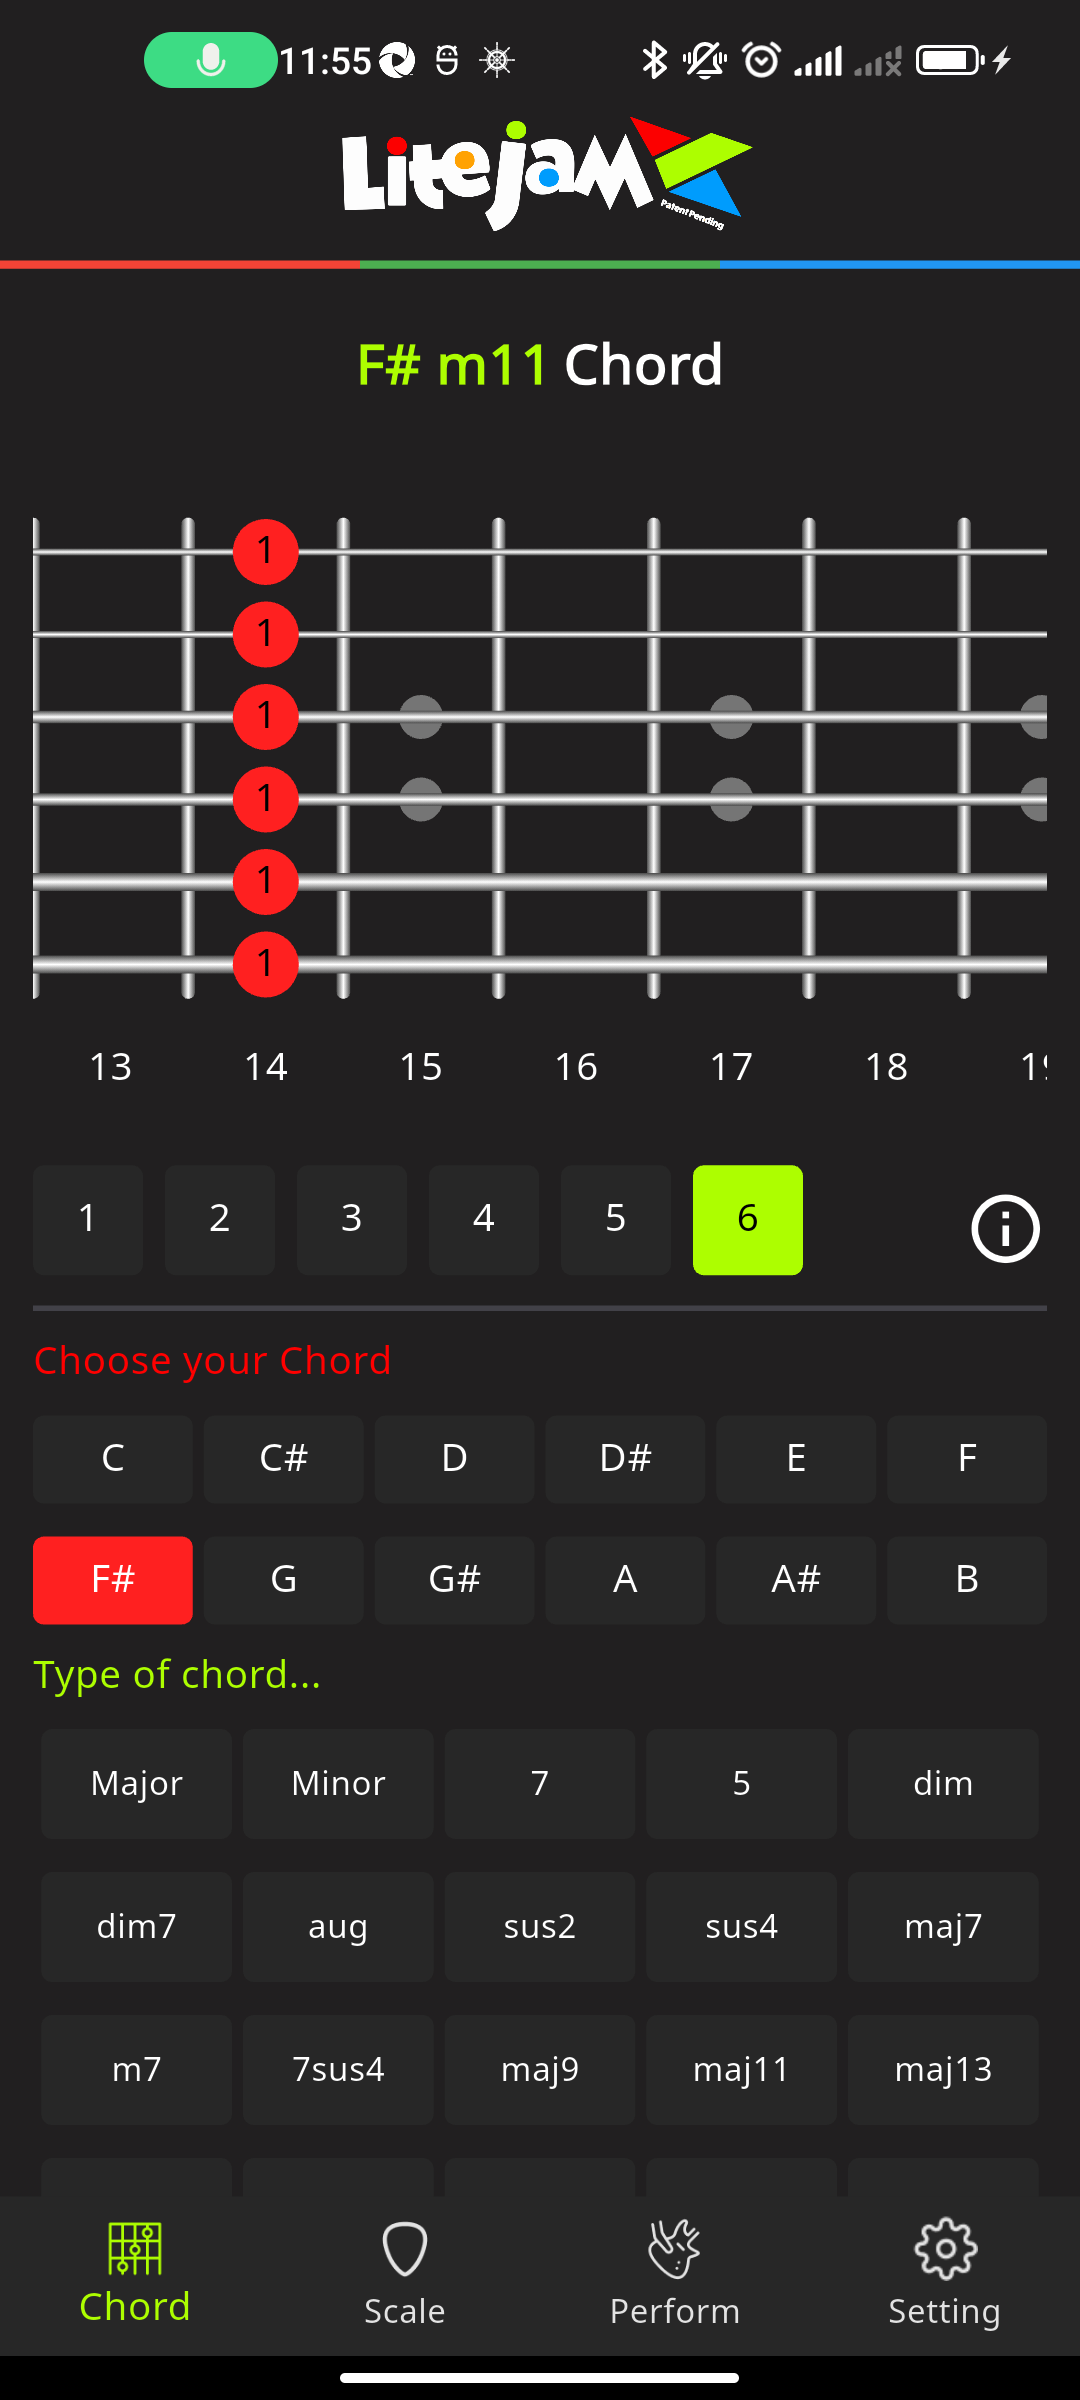 11:55
LiteJam
Patent Pending
F# m11 Chord
1
1
1
1
1
1
13 14 15 16 17 18
1 2 3 4 5 6
Choose your Chord
C C# D D# E F
F# G G# A A# B
Type of chord...
Major Minor 7 5 dim
dim7 aug sus2 sus4 maj7
m7 7sus4 maj9 maj11 maj13
Chord Scale Perform Setting